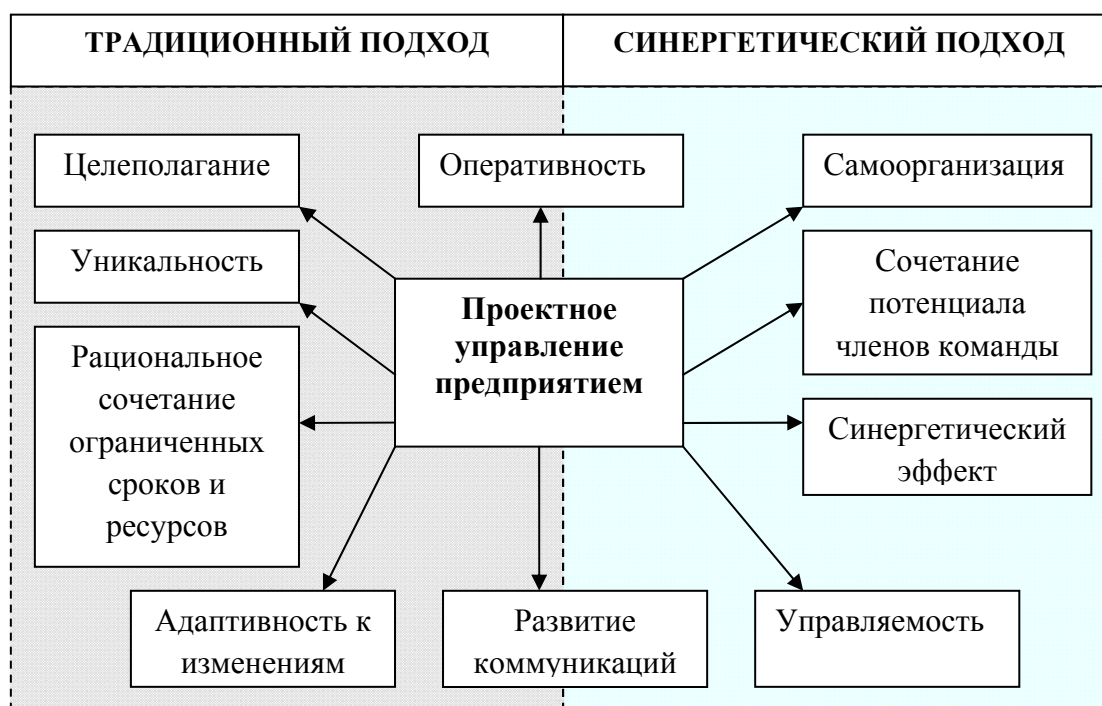 ТРАДИЦИОННЫЙ ПОДХОД
СИНЕРГЕТИЧЕСКИЙ ПОДХОД
Целеполагание
Оперативность
Самоорганизация
Уникальность
Проектное
управление
предприятием
Сочетание
потенциала
членов команды
Рациональное
сочетание
ограниченных
сроков и
ресурсов
Синергетический
эффект
Адаптивность к
изменениям
Развитие
коммуникаций
Управляемость